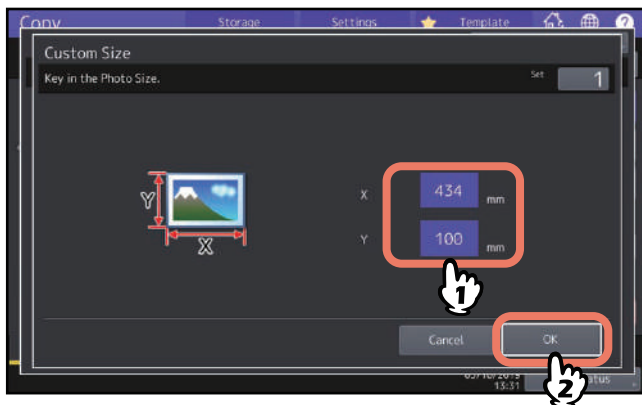 Copy Storage Settings Template
Custom Size
Key in the Photo Size. Set 1
Y
X
X 434 mm
Y 100 mm
1
Cancel OK
13:31
2